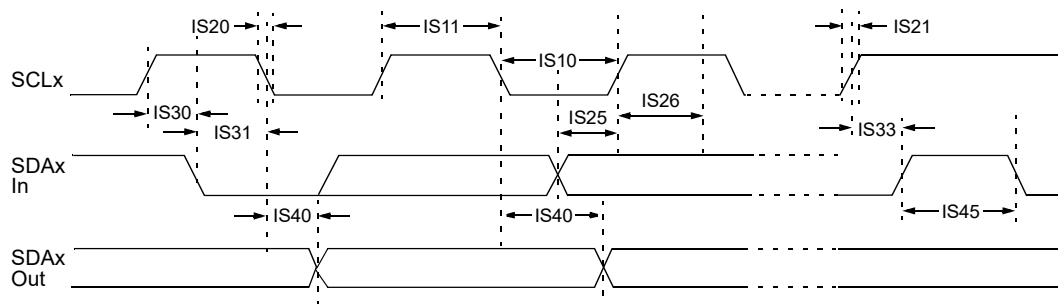 IS20
IS11
IS21
SCLx
IS10
IS30
IS26
IS31
IS25
IS33
SDAx
In
IS40
IS40
IS45
SDAx
Out